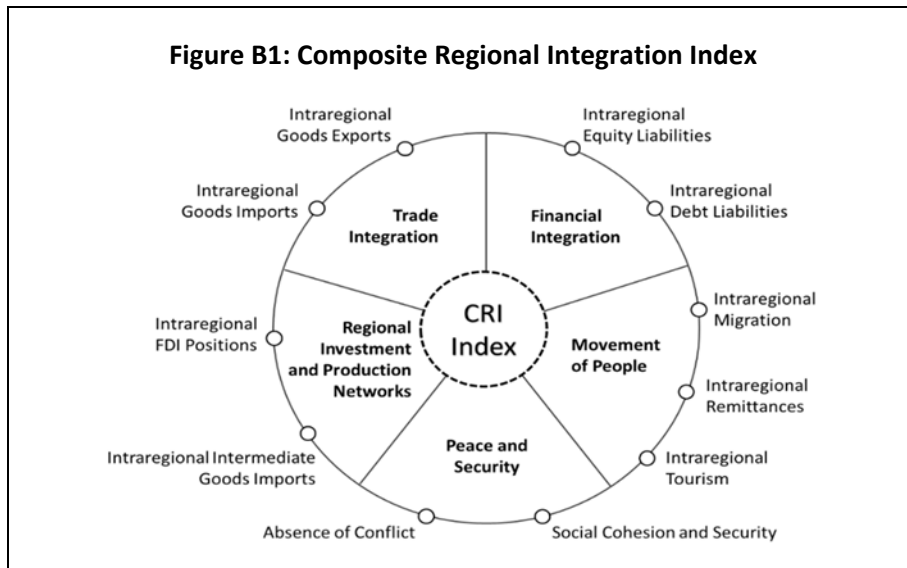 Figure B1: Composite Regional Integration Index
Intraregional
Goods Exports
Intraregional
Equity Liabilities
Intraregional
Goods Imports
Intraregional
Debt Liabilities
Trade
Integration
Financial
Integration
Intraregional
FDI Positions
Regional
Investment
and Production
Networks
CRI
Index
Movement
of People
Intraregional
Migration
Intraregional
Remittances
Peace and
Security
Intraregional Intermediate
Goods Imports
Intraregional
Tourism
Absence of Conflict
Social Cohesion and Security